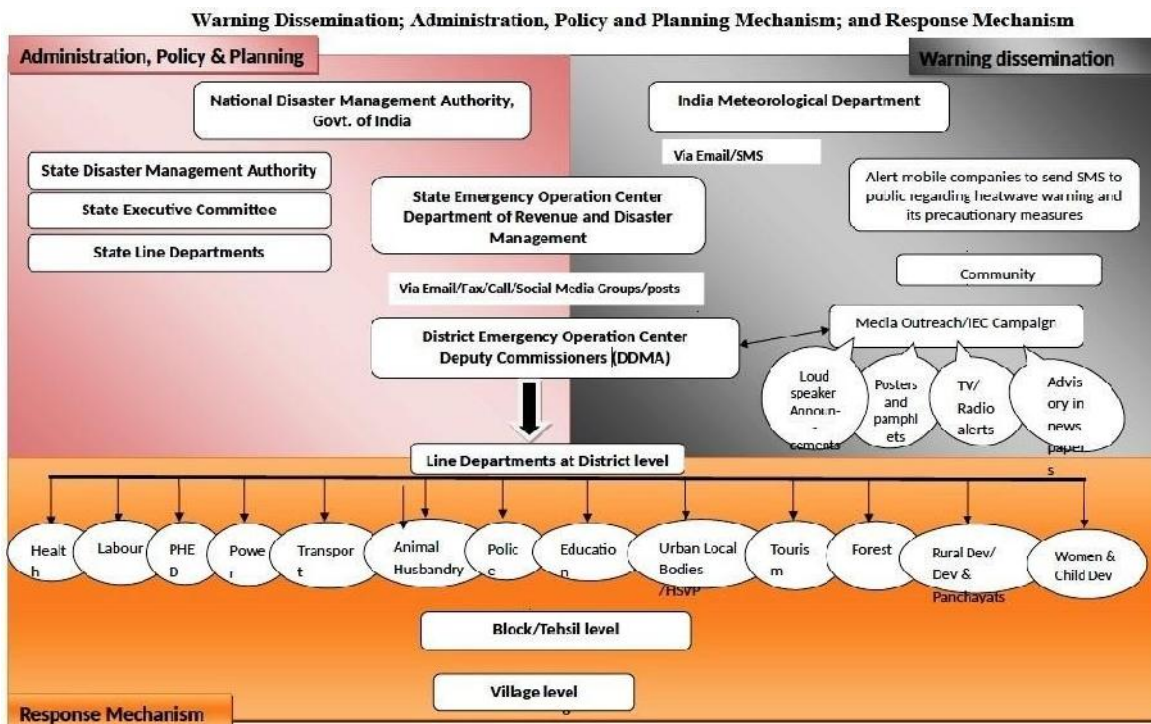 Warning Dissemination; Administration, Policy and Planning Mechanism; and Response Mechanism
Administration, Policy & Planning
Warning dissemination
National Disaster Management Authority,
Govt. of India
India Meteorological Department
Via Email/SMS
State Disaster Management Authority
State Executive Committee
State Line Departments
State Emergency Operation Center
Department of Revenue and Disaster
Management
Alert mobile companies to send SMS to
public regarding heatwave warning and
its precautionary measures
Community
Via Email/Fax/Call/Social Media Groups/posts
District Emergency Operation Center
Deputy Commissioners (DDMA)
Media Outreach/IEC Campaign
Loud
speaker
Announ-
-
cements
Posters
and
pamphl
ets
TV/
Radio
alerts
Advis
ory in
news
paper
s
Line Departments at District level
Healt
h
Labour
PHE
D
Powe
r
Transpor
t
Animal
Husbandry
Polic
e
Educatio
n
Urban Local
Bodies
/HSVP
Touris
m
Forest
Rural Dev/
Dev &
Panchayats
Women &
Child Dev
Block/Tehsil level
Village level
Response Mechanism